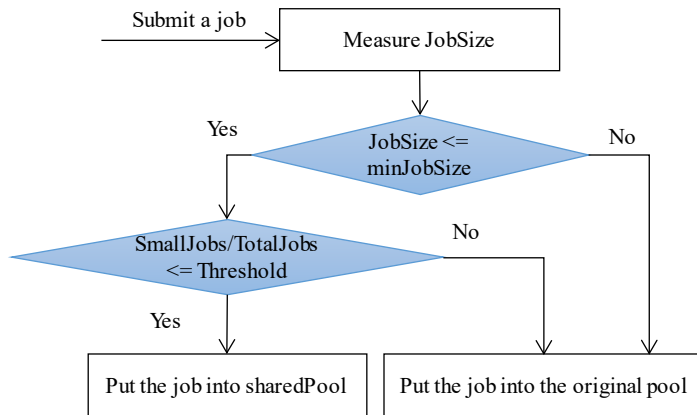 Submit a job
Measure JobSize
Yes
JobSize <=
minJobSize
No
SmallJobs/TotalJobs
<= Threshold
No
Yes
Put the job into sharedPool
Put the job into the original pool